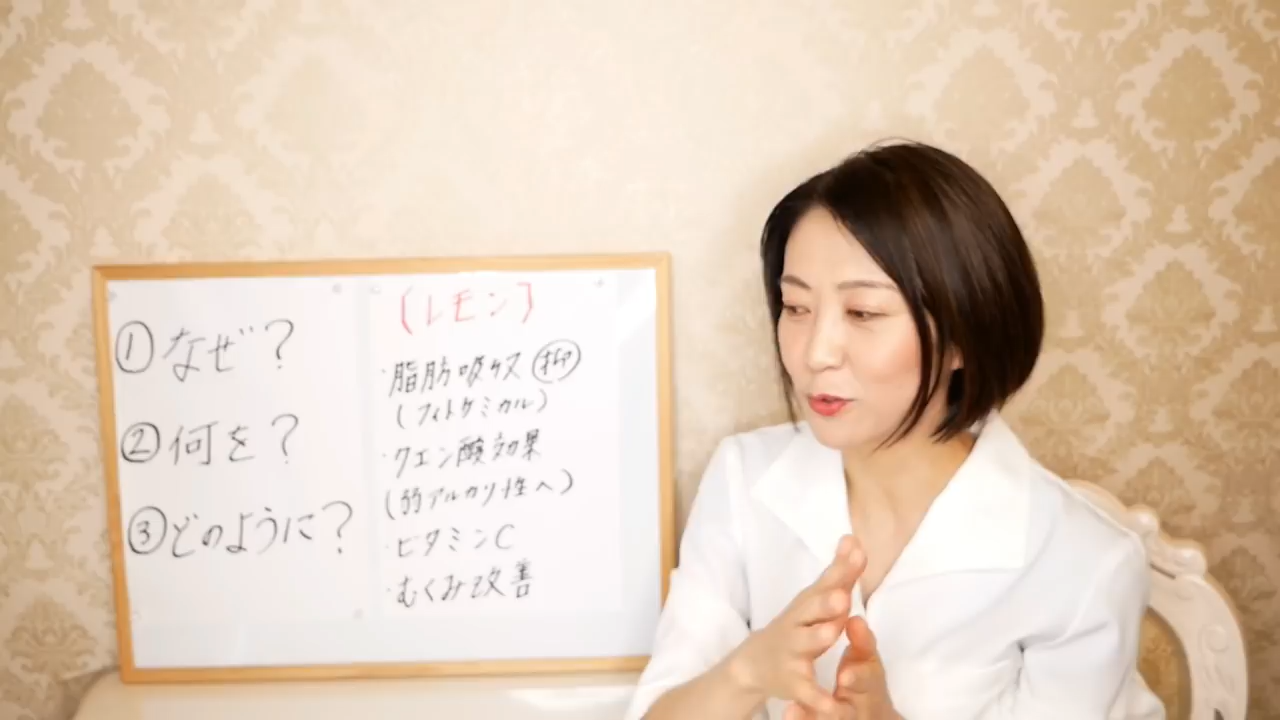 ①なぜ?
②何を?
③どのように?
[レモン]
・脂肪吸収 抑
(フィトケミカル)
・クエン酸効果
(弱アルカリ性へ)
・ビタミンC
・むくみ改善